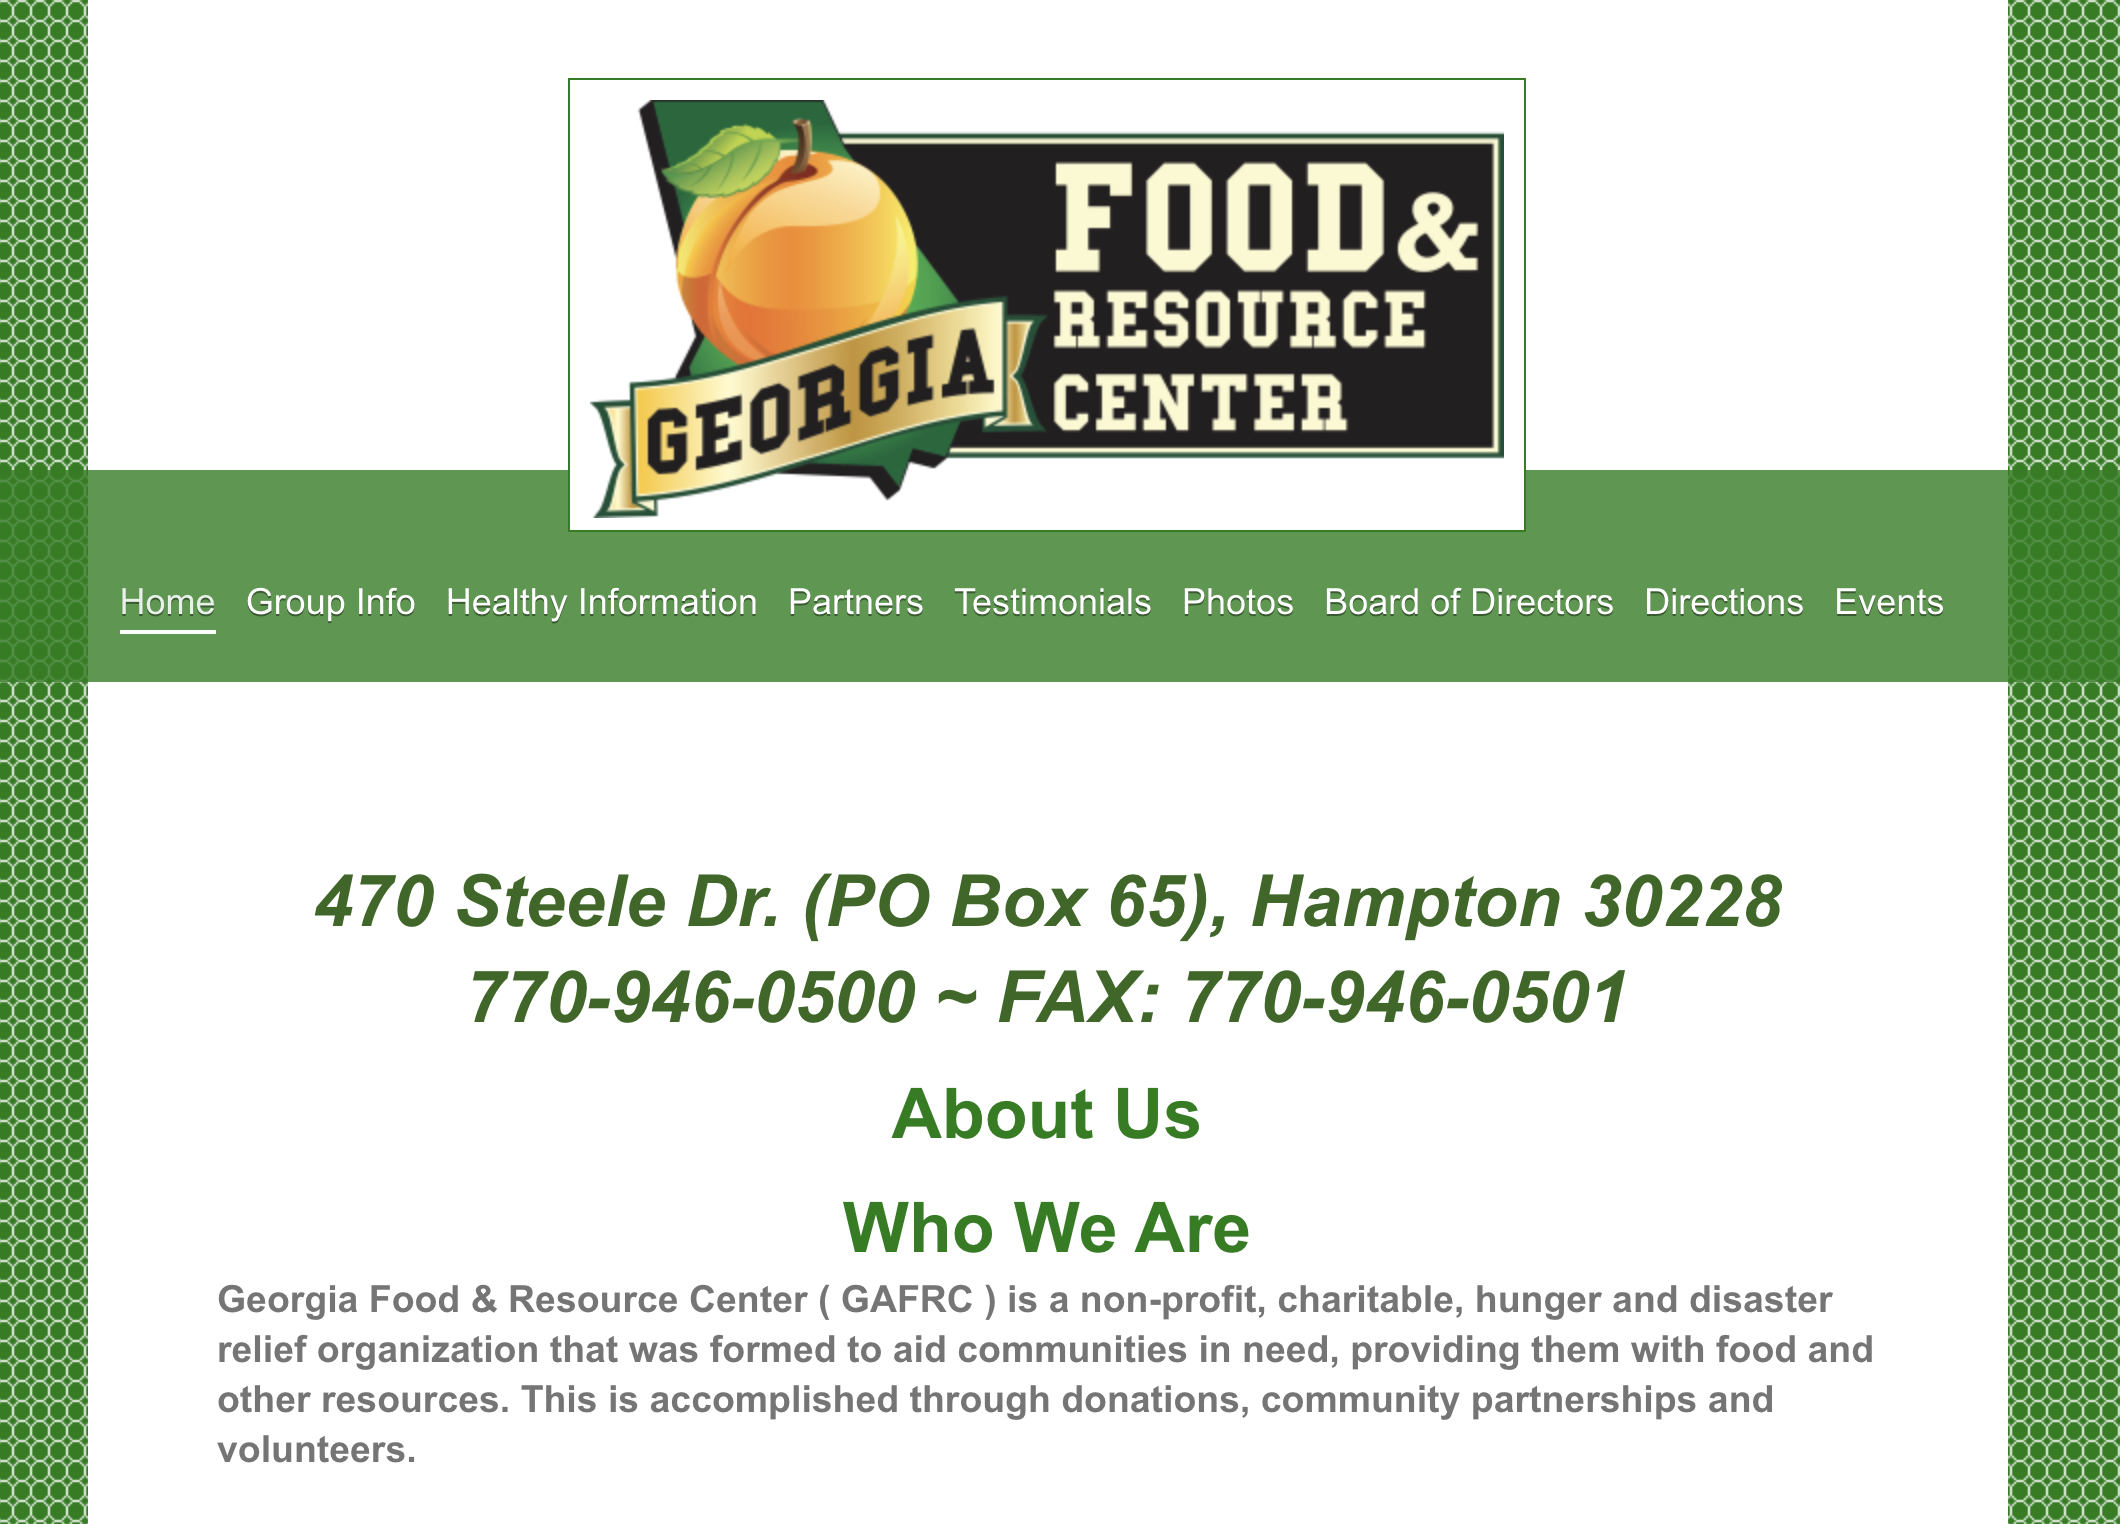 FOOD &
RESOURCE
CENTER
GEORGIA
Home Group Info Healthy Information Partners Testimonials Photos Board of Directors Directions Events
470 Steele Dr. (PO Box 65), Hampton 30228
770-946-0500 ~ FAX: 770-946-0501
About Us
Who We Are
Georgia Food & Resource Center ( GAFRC ) is a non-profit, charitable, hunger and disaster
relief organization that was formed to aid communities in need, providing them with food and
other resources. This is accomplished through donations, community partnerships and
volunteers.